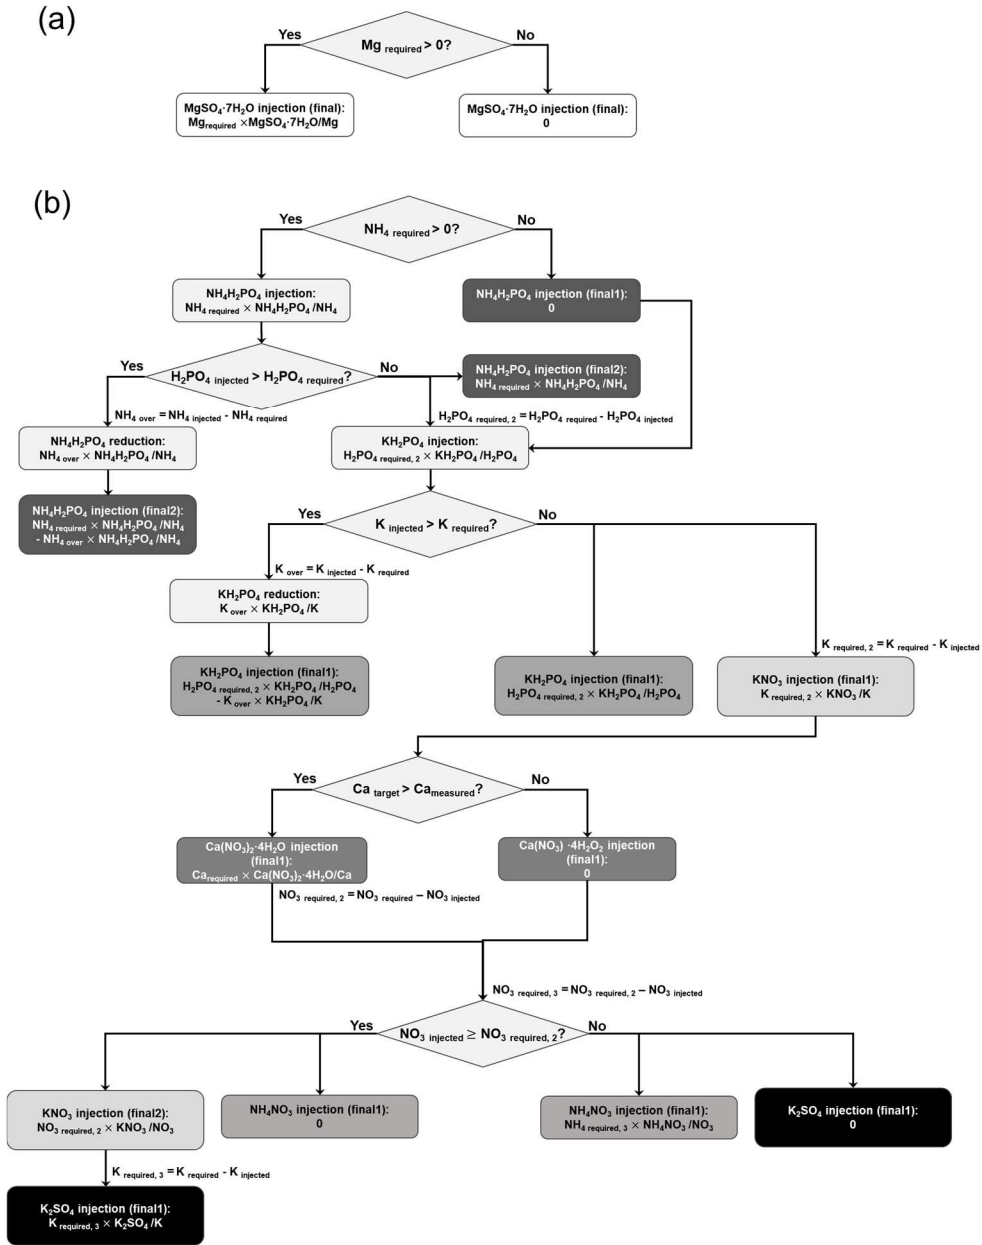 (a)
Yes
Mg required > 0?
No
MgSO₄·7H₂O injection (final):
Mg required ×MgSO₄·7H₂O/Mg
MgSO₄·7H₂O injection (final):
0
(b)
Yes
NH₄ required > 0?
No
NH₄H₂PO₄ injection:
NH₄ required × NH₄H₂PO₄ /NH₄
NH₄H₂PO₄ injection (final1):
0
Yes
H₂PO₄ injected > H₂PO₄ required?
No
NH₄H₂PO₄ injection (final2):
NH₄ required × NH₄H₂PO₄ /NH₄
NH₄ over = NH₄ injected - NH₄ required
H₂PO₄ required, 2 = H₂PO₄ required - H₂PO₄ injected
NH₄H₂PO₄ reduction:
NH₄ over × NH₄H₂PO₄ /NH₄
KH₂PO₄ injection:
H₂PO₄ required, 2 × KH₂PO₄ /H₂PO₄
NH₄H₂PO₄ injection (final2):
NH₄ required × NH₄H₂PO₄ /NH₄
- NH₄ over × NH₄H₂PO₄ /NH₄
Yes
K injected > K required?
No
K over = K injected - K required
KH₂PO₄ reduction:
K over × KH₂PO₄ /K
K required, 2 = K required - K injected
KH₂PO₄ injection (final1):
H₂PO₄ required, 2 × KH₂PO₄ /H₂PO₄
- K over × KH₂PO₄ /K
KH₂PO₄ injection (final1):
H₂PO₄ required, 2 × KH₂PO₄ /H₂PO₄
KNO₃ injection (final1):
K required, 2 × KNO₃ /K
Yes
Ca target > Ca measured?
No
Ca(NO₃)₂·4H₂O injection
(final1):
Ca required × Ca(NO₃)₂·4H₂O/Ca
Ca(NO₃) ·4H₂O₂ injection
(final1):
0
NO₃ required, 2 = NO₃ required – NO₃ injected
NO₃ required, 3 = NO₃ required, 2 – NO₃ injected
Yes
NO₃ injected ≥ NO₃ required, 2?
No
KNO₃ injection (final2):
NO₃ required, 2 × KNO₃ /NO₃
NH₄NO₃ injection (final1):
0
NH₄NO₃ injection (final1):
NH₄ required, 3 × NH₄NO₃ /NO₃
K₂SO₄ injection (final1):
0
K required, 3 = K required - K injected
K₂SO₄ injection (final1):
K required, 3 × K₂SO₄ /K